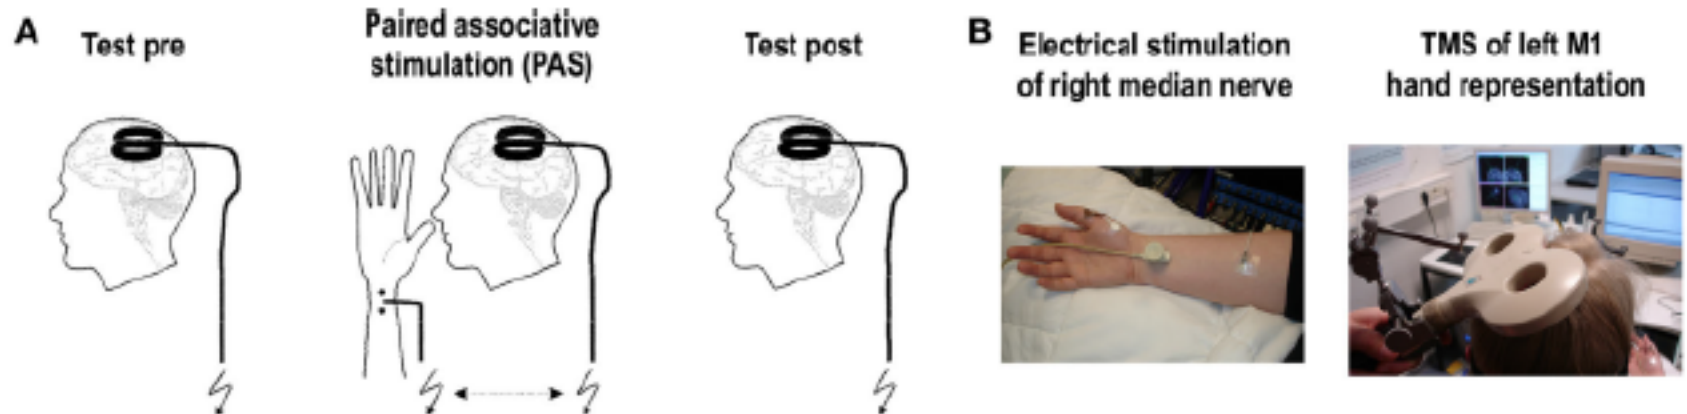 A
Test pre
Paired associative
stimulation (PAS)
Test post
B
Electrical stimulation
of right median nerve
TMS of left M1
hand representation